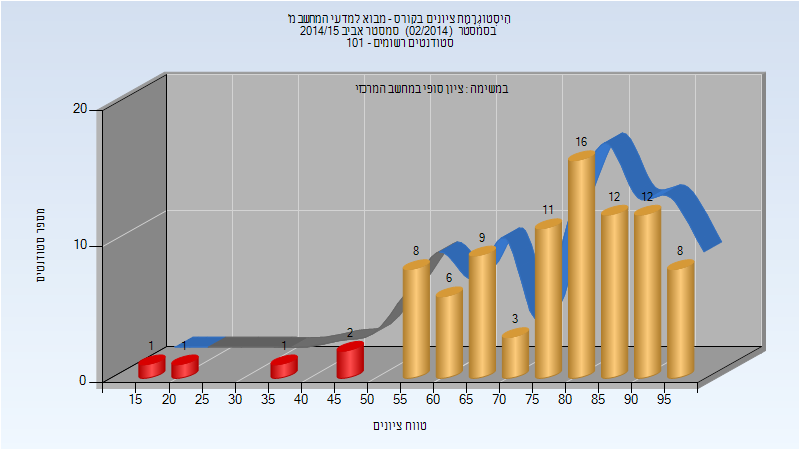 היסטוגרמת ציונים בקורס - מבוא למדעי המחשב מ'
בסמסטר (02/2014) סמסטר אביב 2014/15
סטודנטים רשומים - 101
במשימה : ציון סופי במחשב המרכזי
מספר סטודנטים
20
10
0
1
1
1
2
8
6
9
3
11
16
12
12
8
15 20 25 30 35 40 45 50 55 60 65 70 75 80 85 90 95
טווח ציונים